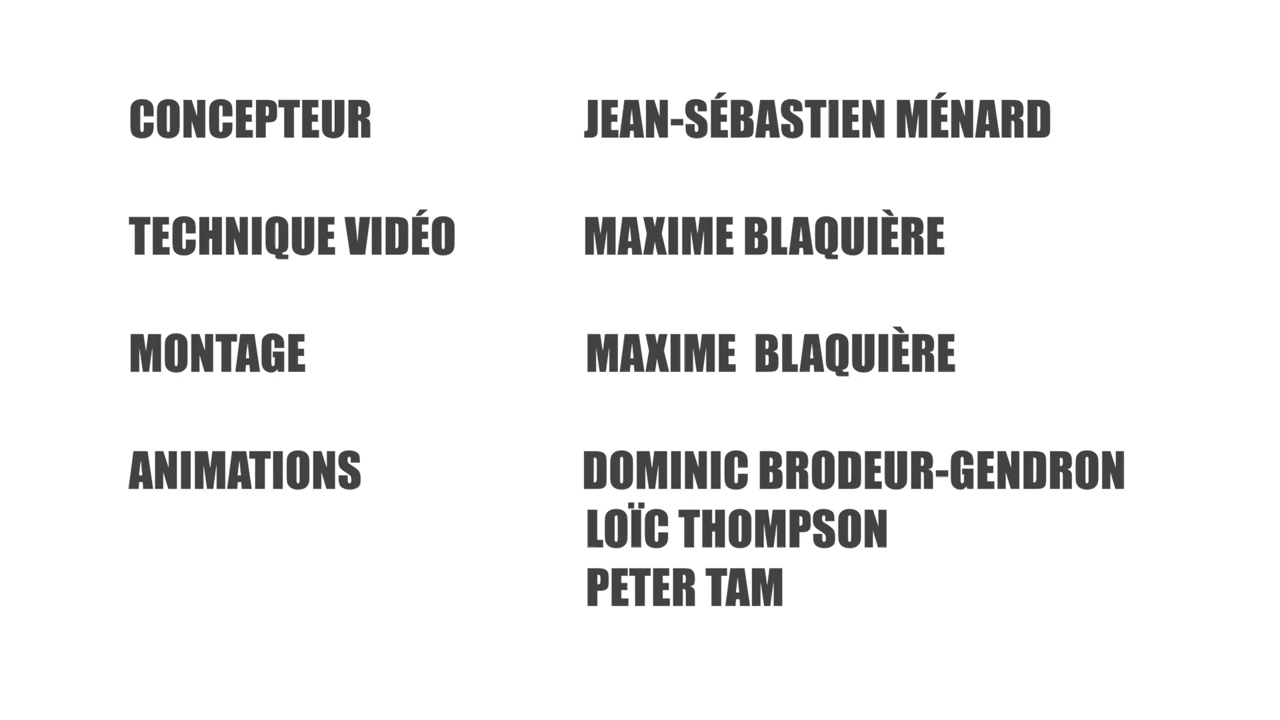 CONCEPTEUR JEAN-SÉBASTIEN MÉNARD
TECHNIQUE VIDÉO MAXIME BLAQUIÈRE
MONTAGE MAXIME BLAQUIÈRE
ANIMATIONS DOMINIC BRODEUR-GENDRON
LOÏC THOMPSON
PETER TAM